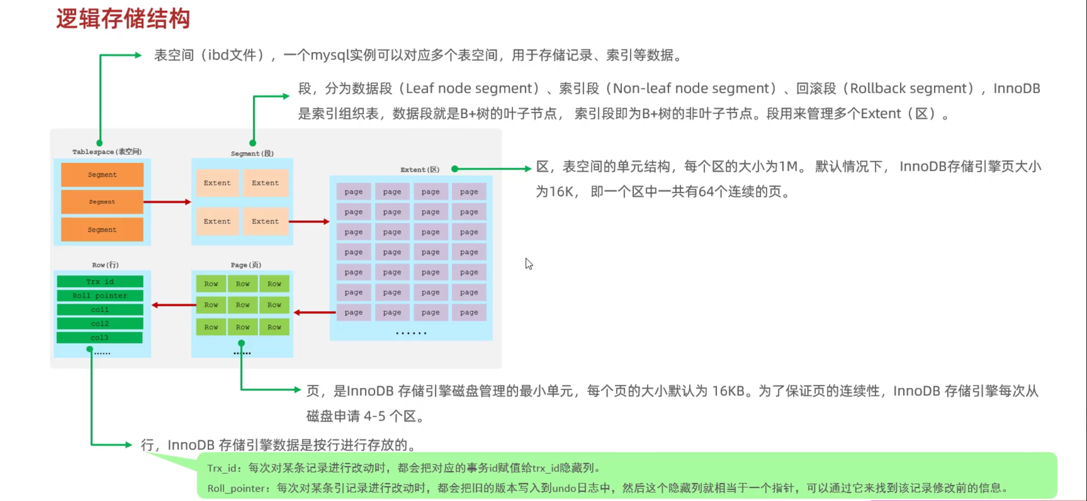 逻辑存储结构
表空间（ibd文件），一个mysql实例可以对应多个表空间，用于存储记录、索引等数据。
段，分为数据段（Leaf node segment）、索引段（Non-leaf node segment）、回滚段（Rollback segment），InnoDB
是索引组织表，数据段就是B+树的叶子节点， 索引段即为B+树的非叶子节点。段用来管理多个Extent（区）。
Tablespace(表空间)
Segment
Segment
Segment
Segment(段)
Extent Extent
Extent Extent
Extent(区)
page page page page
page page page page
page page page page
page page page page
page page page page
page page page page
page page page page
......
区，表空间的单元结构，每个区的大小为1M。 默认情况下， InnoDB存储引擎页大小
为16K， 即一个区中一共有64个连续的页。
Row(行)
Trx id
Roll pointer
col1
col2
col3
......
Page(页)
Row Row Row
Row Row Row
Row Row Row
......
页，是InnoDB 存储引擎磁盘管理的最小单元，每个页的大小默认为 16KB。为了保证页的连续性，InnoDB 存储引擎每次从
磁盘申请 4-5 个区。
行，InnoDB 存储引擎数据是按行进行存放的。
Trx_id：每次对某条记录进行改动时，都会把对应的事务id赋值给trx_id隐藏列。
Roll_pointer：每次对某条引记录进行改动时，都会把旧的版本写入到undo日志中，然后这个隐藏列就相当于一个指针，可以通过它来找到该记录修改前的信息。